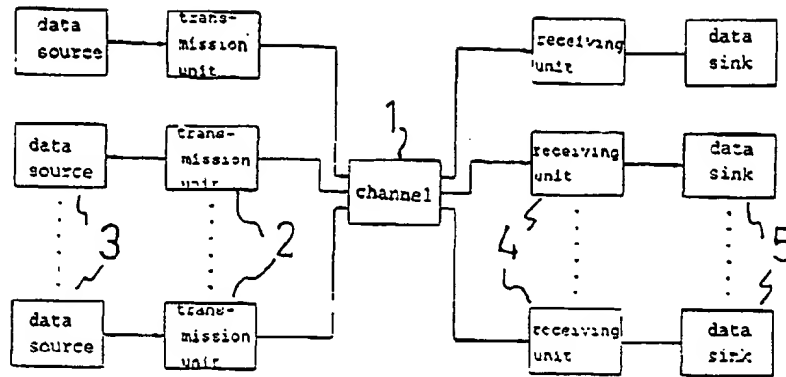 data
source
trans-
mission
unit
receiving
unit
data
sink
1
data
source
trans-
mission
unit
channel
receiving
unit
data
sink
3
2
4
5
data
source
trans-
mission
unit
receiving
unit
data
sink